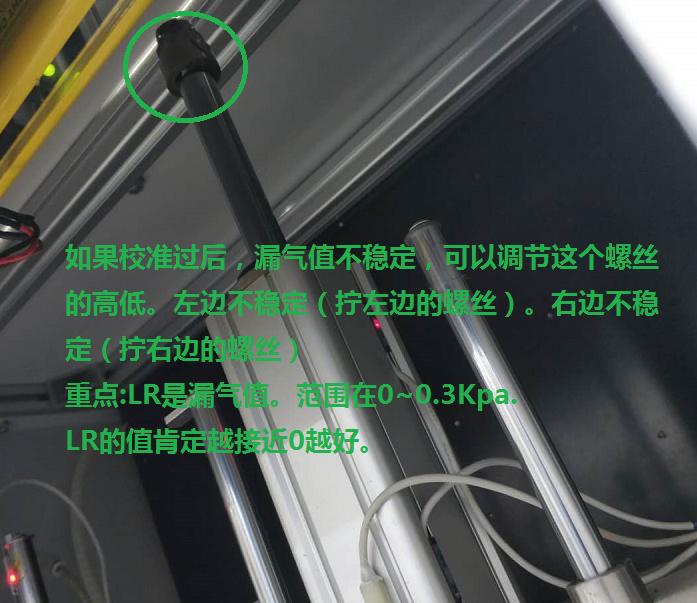 如果校准过后，漏气值不稳定，可以调节这个螺丝
的高低。左边不稳定（拧左边的螺丝）。右边不稳
定（拧右边的螺丝）
重点:LR是漏气值。范围在0~0.3Kpa.
LR的值肯定越接近0越好。